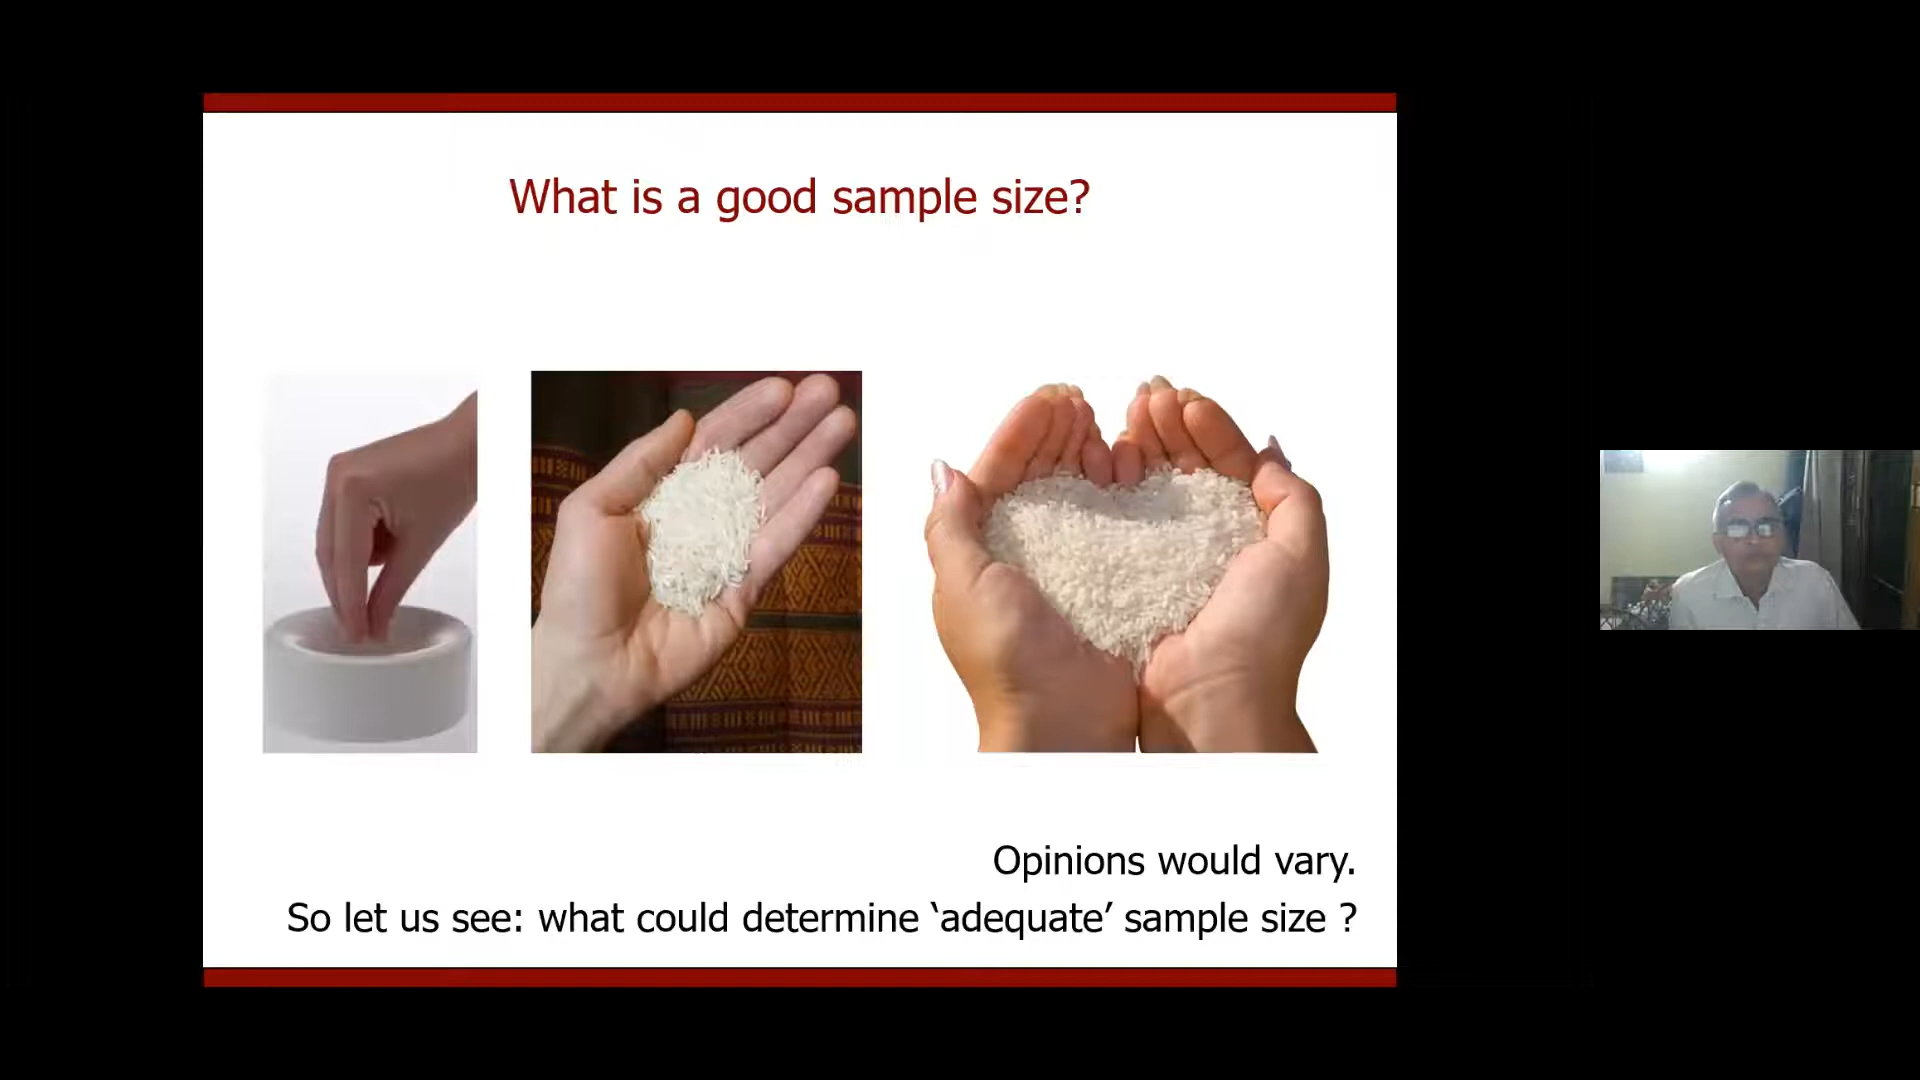 What is a good sample size?
Opinions would vary.
So let us see: what could determine ‘adequate’ sample size ?